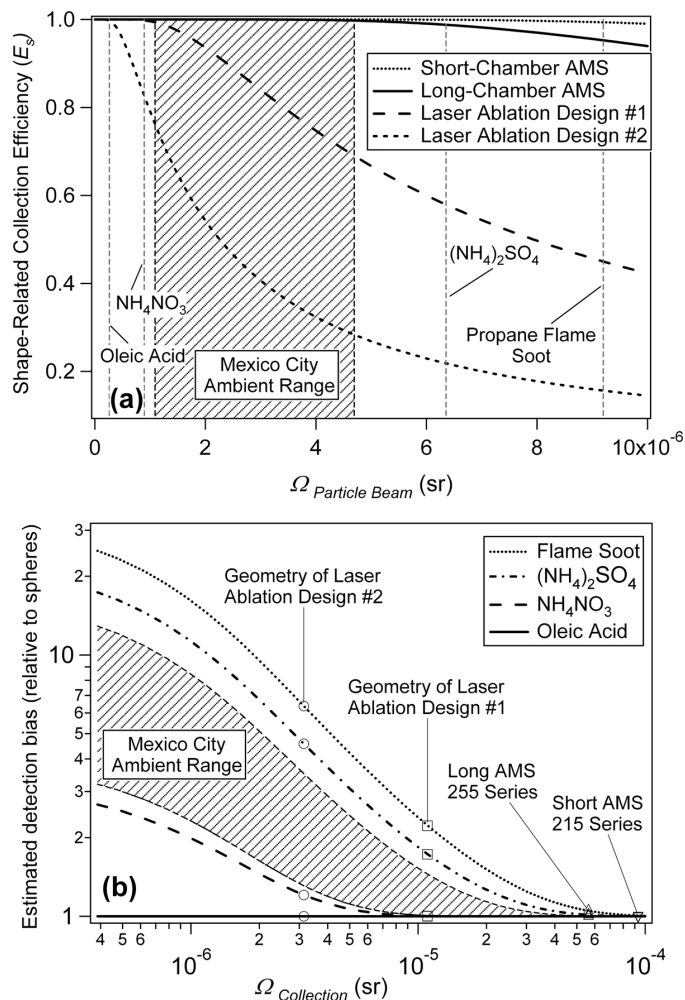 Shape-Related Collection Efficiency (Es)
1.0
0.8
0.6
0.4
0.2
Short-Chamber AMS
Long-Chamber AMS
Laser Ablation Design #1
Laser Ablation Design #2
(NH4)2SO4
NH4NO3
Oleic Acid
Propane Flame
Soot
Mexico City
Ambient Range
(a)
0 2 4 6 8 10x10-6
Ω Particle Beam (sr)
Estimated detection bias (relative to spheres)
3
2
10
7
6
5
4
3
2
1
Flame Soot
(NH4)2SO4
NH4NO3
Oleic Acid
Geometry of Laser
Ablation Design #2
Geometry of Laser
Ablation Design #1
Mexico City
Ambient Range
Long AMS
255 Series
Short AMS
215 Series
(b)
4 5 6 2 3 4 5 6 2 3 4 5 6
10-6 10-5 10-4
Ω Collection (sr)